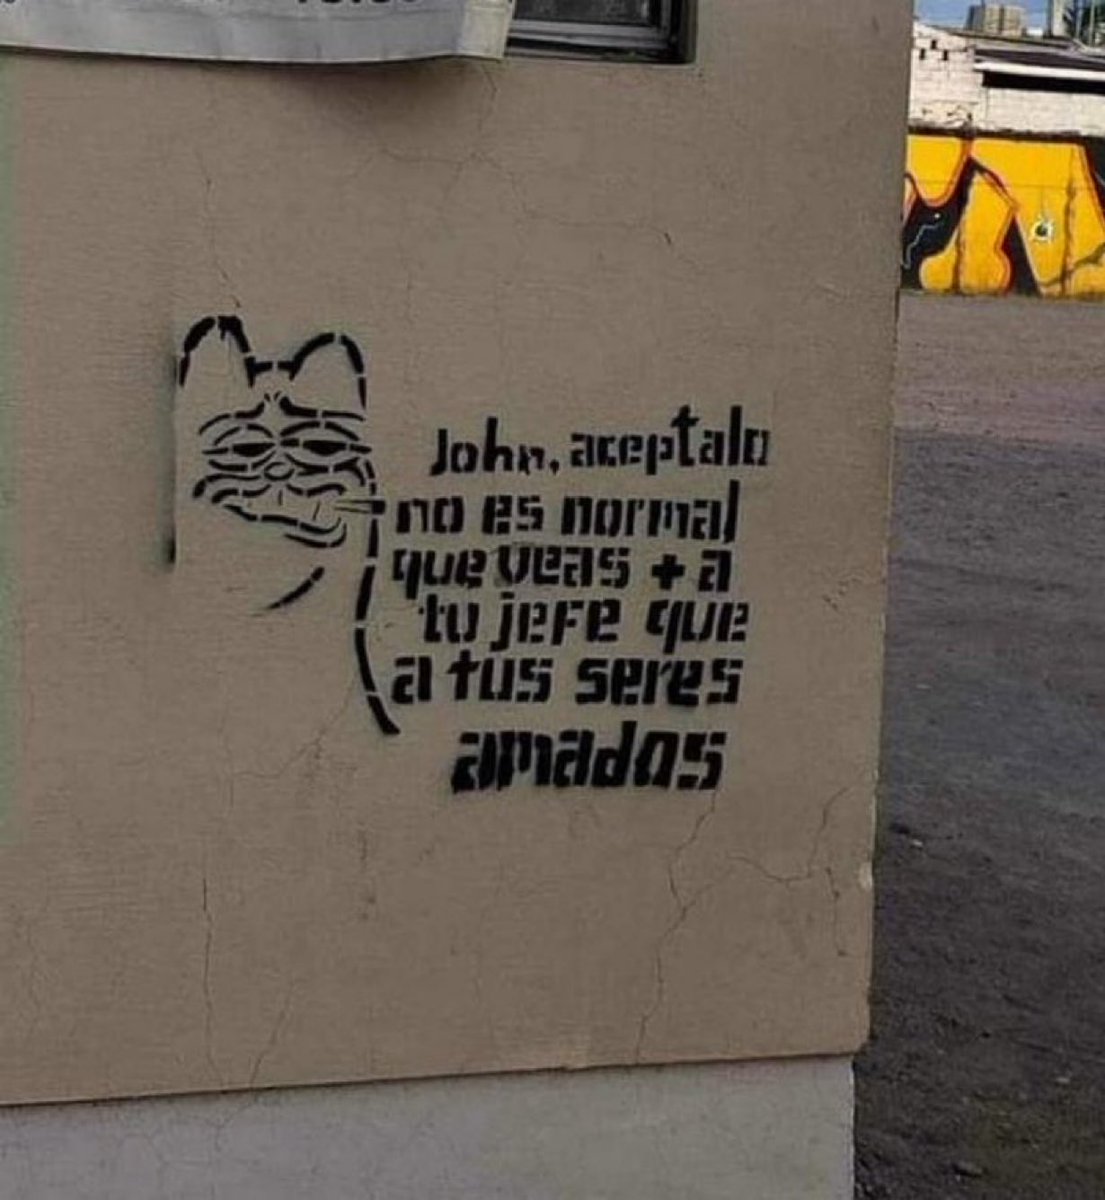 John, aceptalo
no es normal
que veas + a
tu jefe que
a tus seres
amados